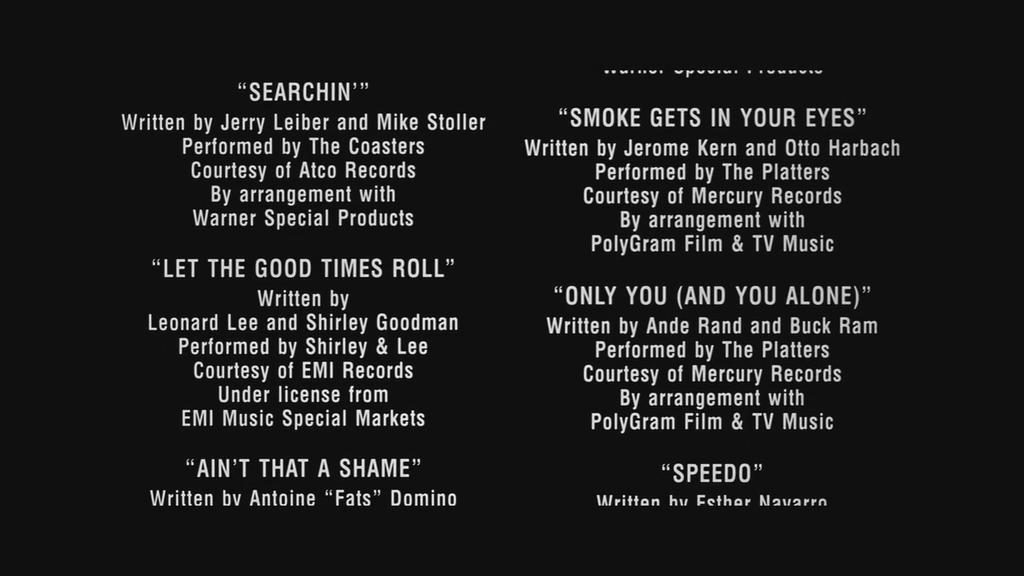 “SEARCHIN’”
Written by Jerry Leiber and Mike Stoller
Performed by The Coasters
Courtesy of Atco Records
By arrangement with
Warner Special Products
“LET THE GOOD TIMES ROLL”
Written by
Leonard Lee and Shirley Goodman
Performed by Shirley & Lee
Courtesy of EMI Records
Under license from
EMI Music Special Markets
“AIN’T THAT A SHAME”
Written by Antoine “Fats” Domino
Warner Special Products
“SMOKE GETS IN YOUR EYES”
Written by Jerome Kern and Otto Harbach
Performed by The Platters
Courtesy of Mercury Records
By arrangement with
PolyGram Film & TV Music
“ONLY YOU (AND YOU ALONE)”
Written by Ande Rand and Buck Ram
Performed by The Platters
Courtesy of Mercury Records
By arrangement with
PolyGram Film & TV Music
“SPEEDO”
Written by Esther Navarro